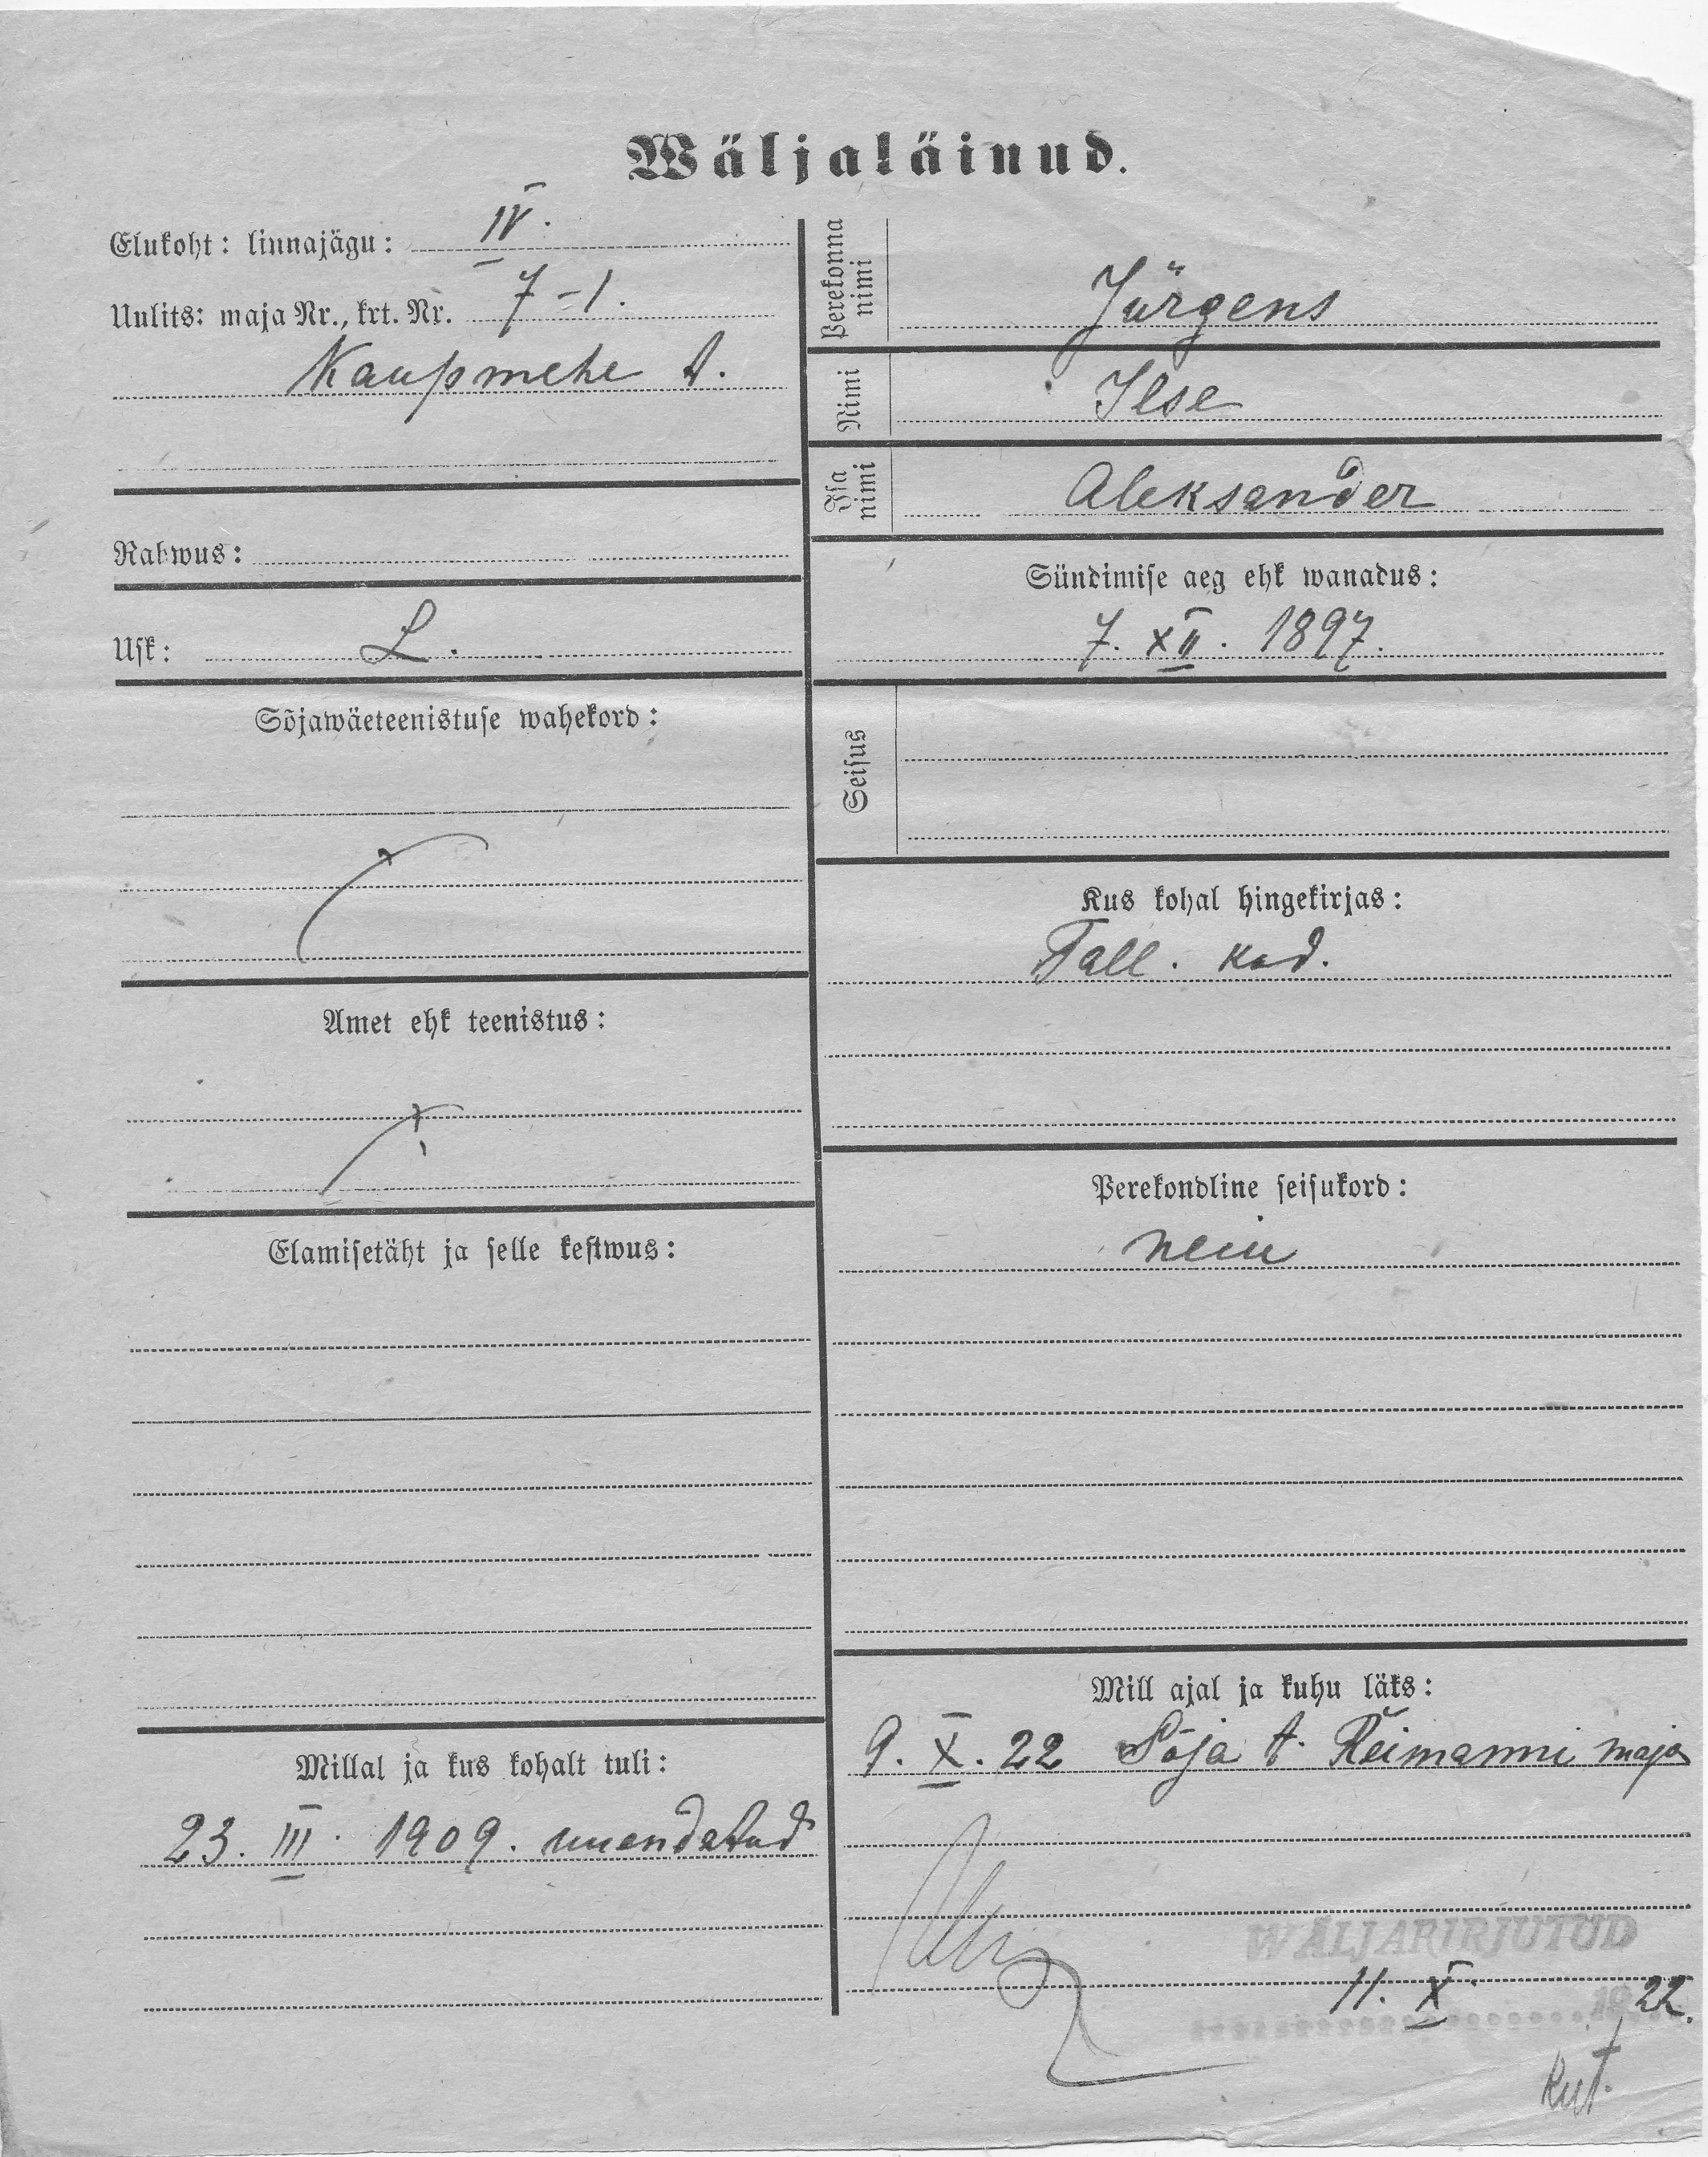 Wäljaläinud.
Elukoht: linnajägu: IV.
Uulits: maja Nr., krt. Nr. 7-1.
Kaupmehe t.
Rahwus:
Usk: L.
Sõjawäeteenistuse wahekord:
Amet ehk teenistus:
Elamisetäht ja selle kestwus:
Millal ja kus kohalt tuli:
23. III. 1909. uuendatud
Perekonna nimi Jürgens
Nimi Ilse
Isa nimi Aleksander
Sündimise aeg ehk wanadus:
7. XII. 1897.
Seisus
Kus kohal hingekirjas:
Tall. kod.
Perekondline seisukord:
Mill ajal ja kuhu läks:
9. X. 22 Sõja t. Reimanni maja
WÄLJAKIRJUTUD
11. X. 1922.